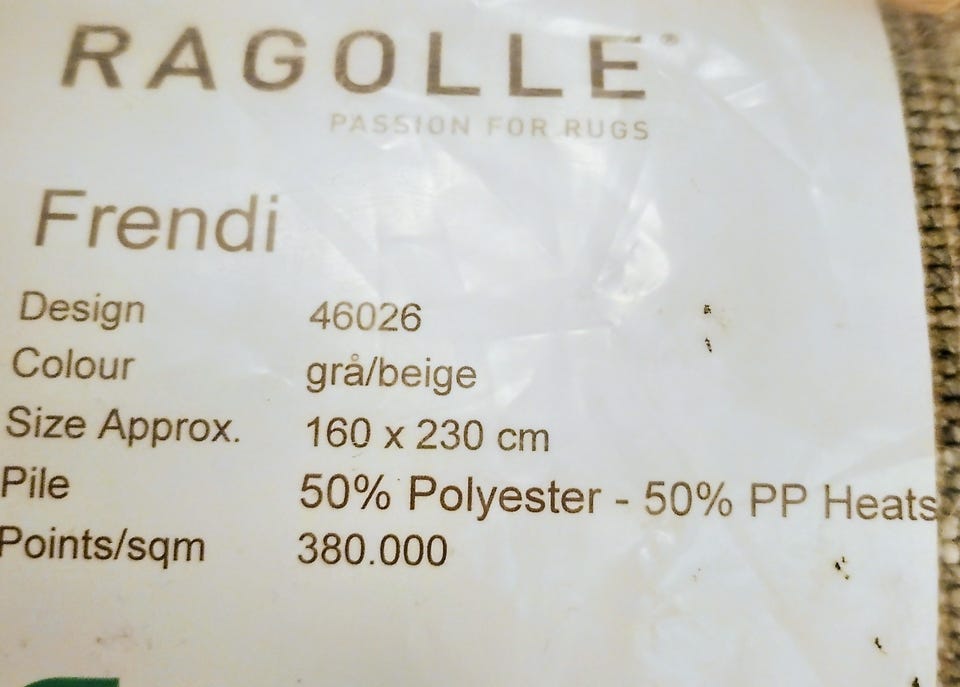 RAGOLLE®
PASSION FOR RUGS
Frendi
Design 46026
Colour grå/beige
Size Approx. 160 x 230 cm
Pile 50% Polyester - 50% PP Heats
Points/sqm 380.000